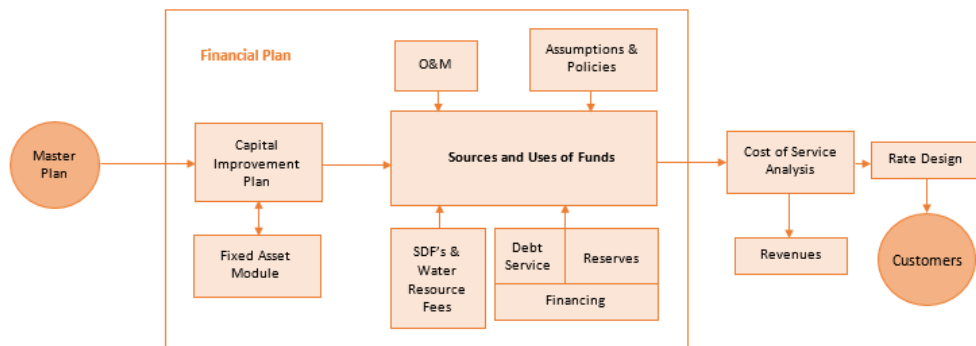 Financial Plan
O&M
Assumptions &
Policies
Master
Plan
Capital
Improvement
Plan
Sources and Uses of Funds
Cost of Service
Analysis
Rate Design
Fixed Asset
Module
SDF's &
Water
Resource
Fees
Debt
Service
Reserves
Financing
Revenues
Customers